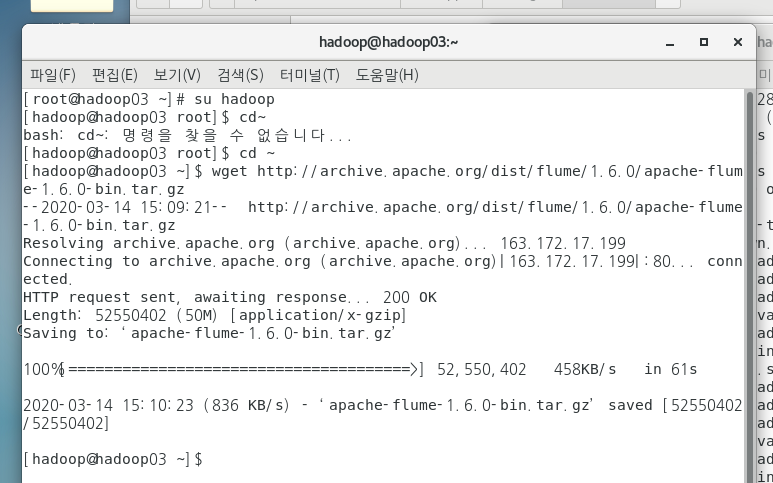 hadoop@hadoop03:~
파일(F) 편집(E) 보기(V) 검색(S) 터미널(T) 도움말(H)
[root@hadoop03 ~]# su hadoop
[hadoop@hadoop03 root]$ cd~
bash: cd~: 명령을 찾을 수 없습니다...
[hadoop@hadoop03 root]$ cd ~
[hadoop@hadoop03 ~]$ wget http://archive.apache.org/dist/flume/1.6.0/apache-flum
e-1.6.0-bin.tar.gz
--2020-03-14 15:09:21--  http://archive.apache.org/dist/flume/1.6.0/apache-flume
-1.6.0-bin.tar.gz
Resolving archive.apache.org (archive.apache.org)... 163.172.17.199
Connecting to archive.apache.org (archive.apache.org)|163.172.17.199|:80... conn
ected.
HTTP request sent, awaiting response... 200 OK
Length: 52550402 (50M) [application/x-gzip]
Saving to: ‘apache-flume-1.6.0-bin.tar.gz’
100%[======================================>] 52,550,402   458KB/s   in 61s
2020-03-14 15:10:23 (836 KB/s) - ‘apache-flume-1.6.0-bin.tar.gz’ saved [52550402
/52550402]
[hadoop@hadoop03 ~]$